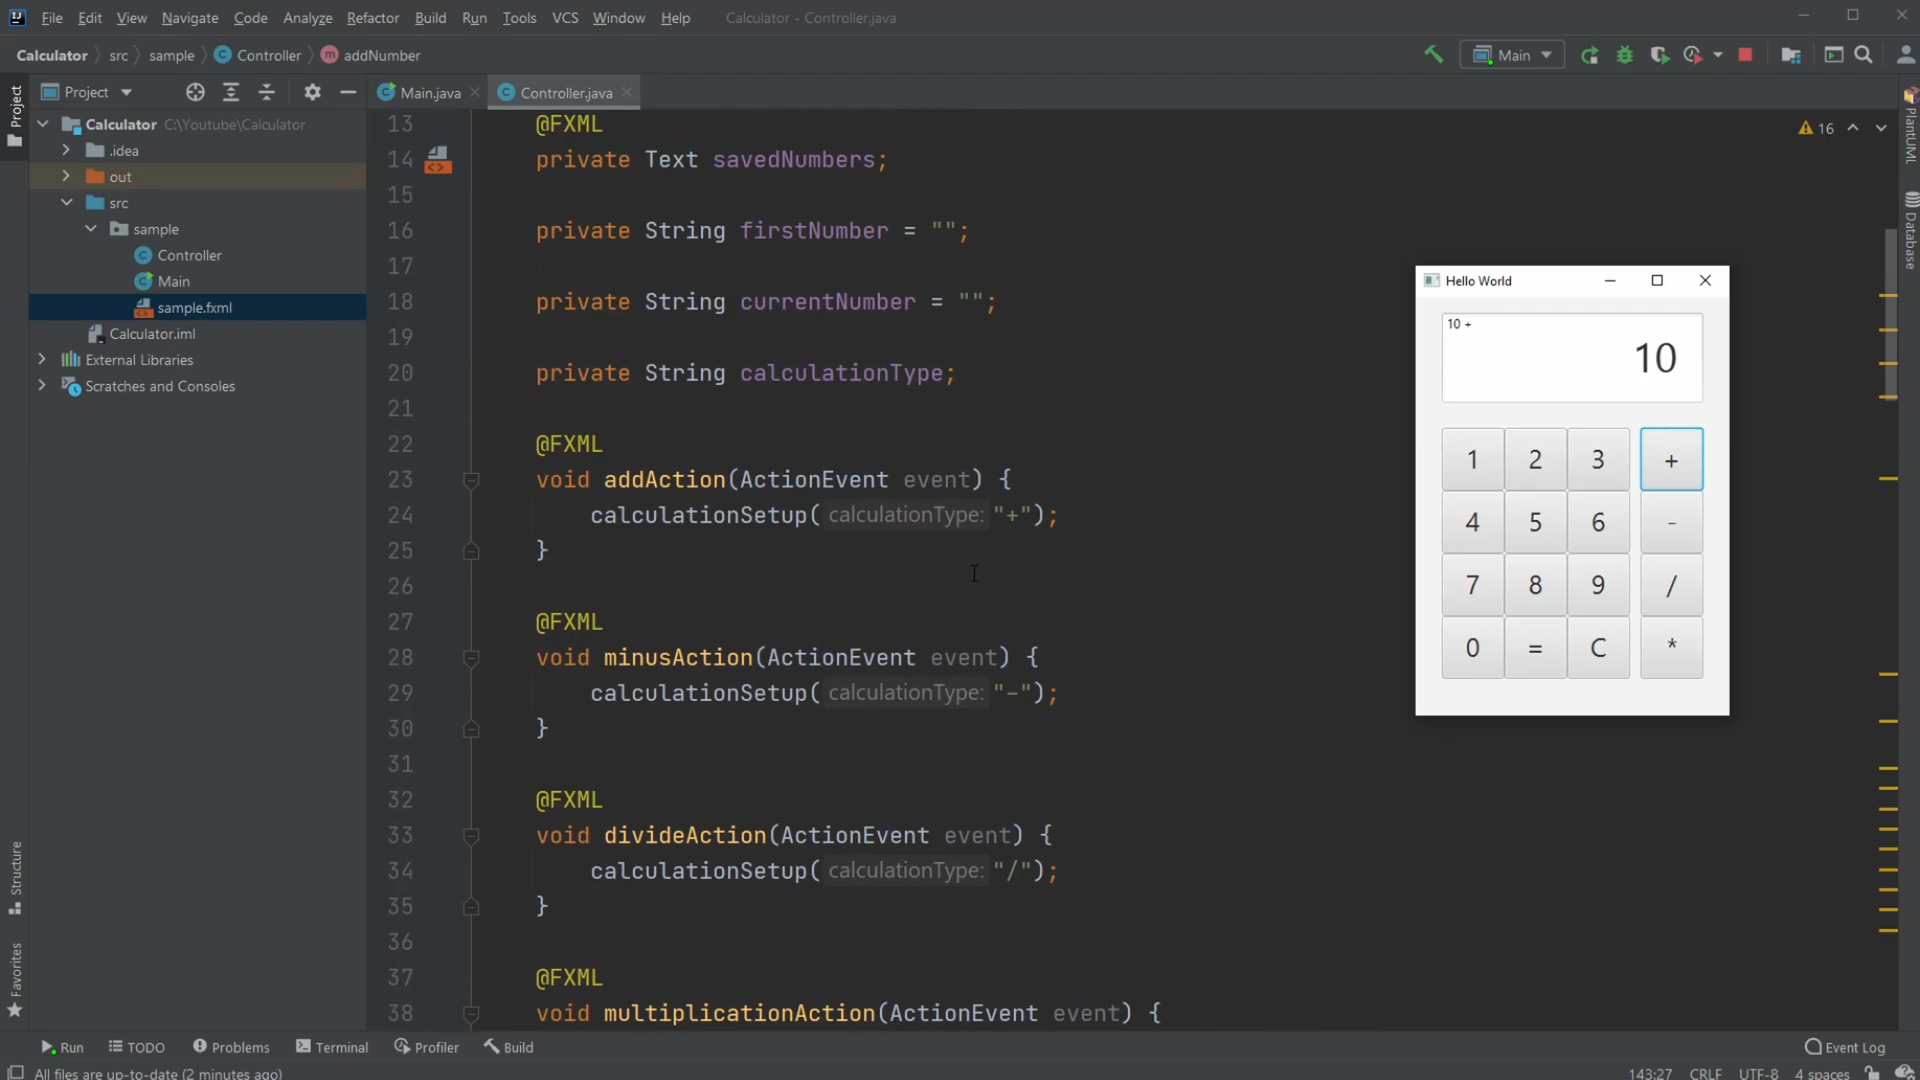 File Edit View Navigate Code Analyze Refactor Build Run Tools VCS Window Help Calculator - Controller.java
Calculator src sample Controller addNumber Main
Project Main.java Controller.java
Project
Calculator C:\Youtube\Calculator
.idea
out
src
sample
Controller
Main
sample.fxml
Calculator.iml
External Libraries
Scratches and Consoles
Structure
Favorites
16
13 @FXML
14 private Text savedNumbers;
15
16 private String firstNumber = "";
17
18 private String currentNumber = "";
19
20 private String calculationType;
21
22 @FXML
23 void addAction(ActionEvent event) {
24 calculationSetup( calculationType: "+");
25 }
26
27 @FXML
28 void minusAction(ActionEvent event) {
29 calculationSetup( calculationType: "-");
30 }
31
32 @FXML
33 void divideAction(ActionEvent event) {
34 calculationSetup( calculationType: "/");
35 }
36
37 @FXML
38 void multiplicationAction(ActionEvent event) {
Hello World
10 +
10
1 2 3 +
4 5 6 -
7 8 9 /
0 = C *
PlantUML
Database
Run TODO Problems Terminal Profiler Build Event Log
All files are up-to-date (2 minutes ago) 143:27 CRLF UTF-8 4 spaces